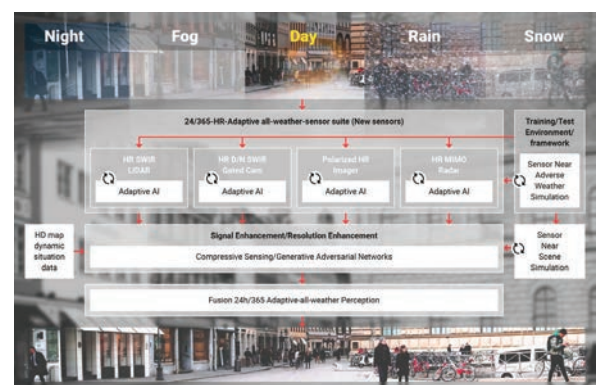 Night Fog Day Rain Snow
24/365-HR-Adaptive all-weather-sensor suite (New sensors)
Training/Test
Environment/
framework
HR SWIR
LiDAR
Adaptive AI
HR D/N SWIR
Gated Cam
Adaptive AI
Polarized HR
Imager
Adaptive AI
HR MIMO
Radar
Adaptive AI
Sensor Near
Adverse
Weather
Simulation
HD map
dynamic
situation
data
Signal Enhancement/Resolution Enhancement
Compressive Sensing/Generative Adversarial Networks
Sensor
Near
Scene
Simulation
Fusion 24h/365-Adaptive-all-weather Perception